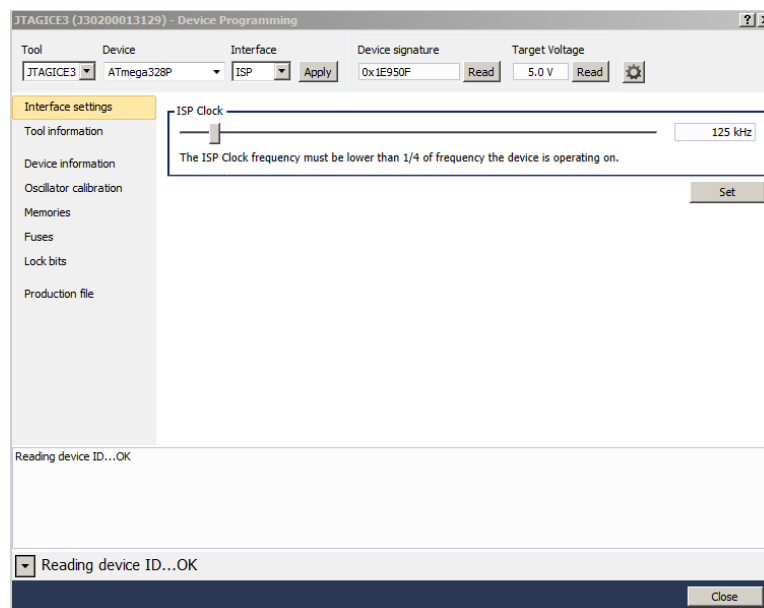 JTAGICE3 (J30200013129) - Device Programming
Tool Device Interface Device signature Target Voltage
JTAGICE3 ATmega328P ISP Apply 0x1E950F Read 5.0 V Read
Interface settings
Tool information
Device information
Oscillator calibration
Memories
Fuses
Lock bits
Production file
ISP Clock
125 kHz
The ISP Clock frequency must be lower than 1/4 of frequency the device is operating on.
Set
Reading device ID...OK
Reading device ID...OK
Close